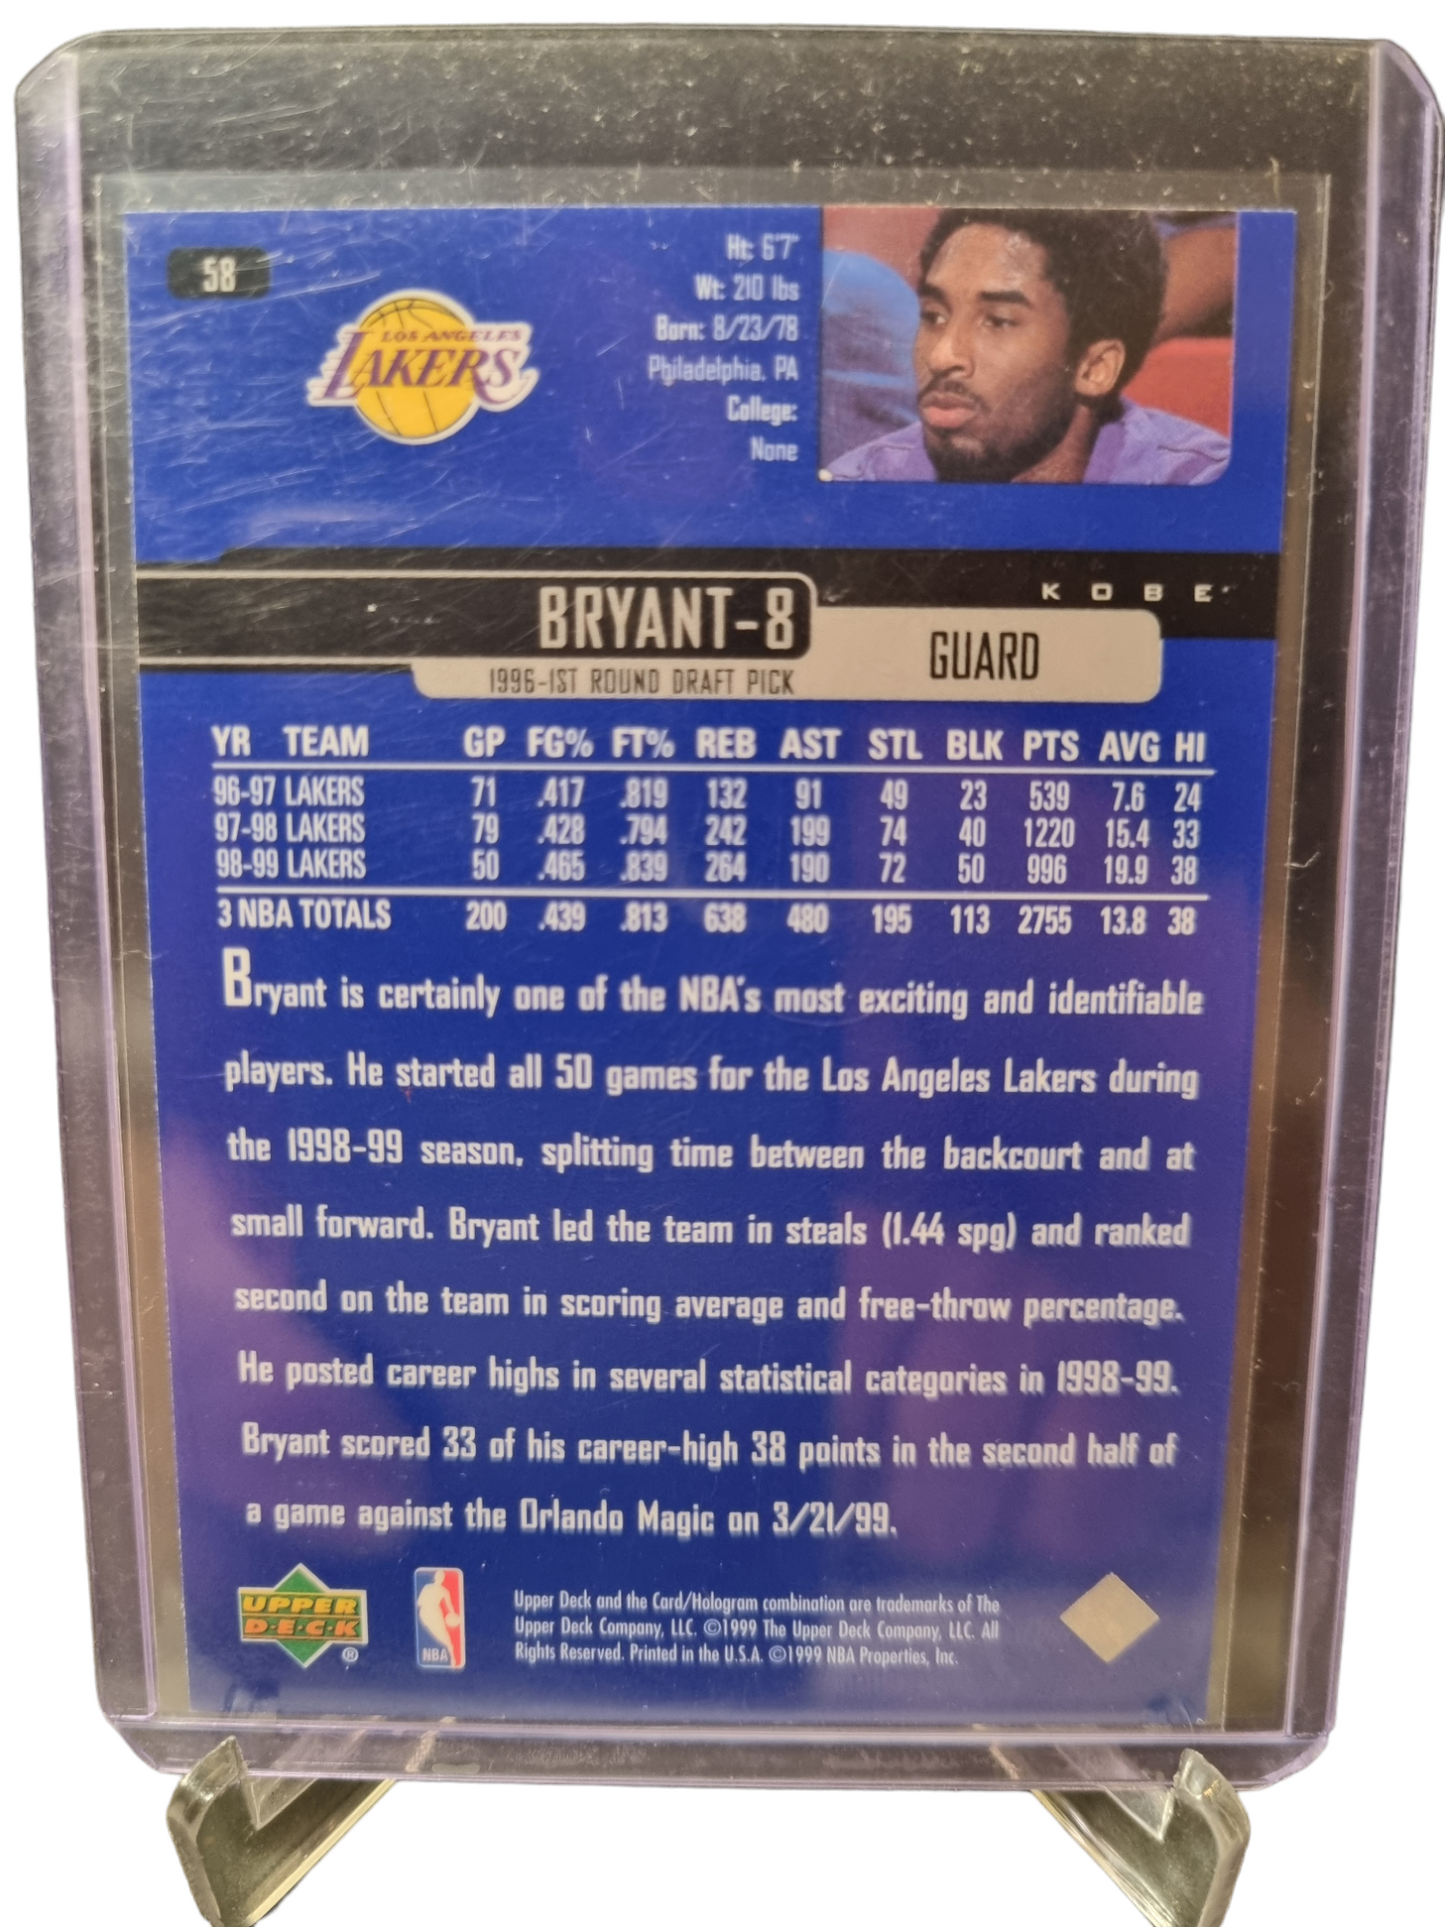 58
LOS ANGELES
LAKERS
Ht: 6'7"
Wt: 210 lbs
Born: 8/23/78
Philadelphia, PA
College:
None
KOBE
BRYANT-8
GUARD
1996-1ST ROUND DRAFT PICK
YR TEAM GP FG% FT% REB AST STL BLK PTS AVG HI
96-97 LAKERS 71 .417 .819 132 91 49 23 539 7.6 24
97-98 LAKERS 79 .428 .794 242 199 74 40 1220 15.4 33
98-99 LAKERS 50 .465 .839 264 190 72 50 996 19.9 38
3 NBA TOTALS 200 .439 .813 638 480 195 113 2755 13.8 38
Bryant is certainly one of the NBA's most exciting and identifiable
players. He started all 50 games for the Los Angeles Lakers during
the 1998-99 season, splitting time between the backcourt and at
small forward. Bryant led the team in steals (1.44 spg) and ranked
second on the team in scoring average and free-throw percentage.
He posted career highs in several statistical categories in 1998-99.
Bryant scored 33 of his career-high 38 points in the second half of
a game against the Orlando Magic on 3/21/99.
UPPER
D·E·C·K
®
NBA
Upper Deck and the Card/Hologram combination are trademarks of The
Upper Deck Company, LLC. ©1999 The Upper Deck Company, LLC. All
Rights Reserved. Printed in the U.S.A. ©1999 NBA Properties, Inc.